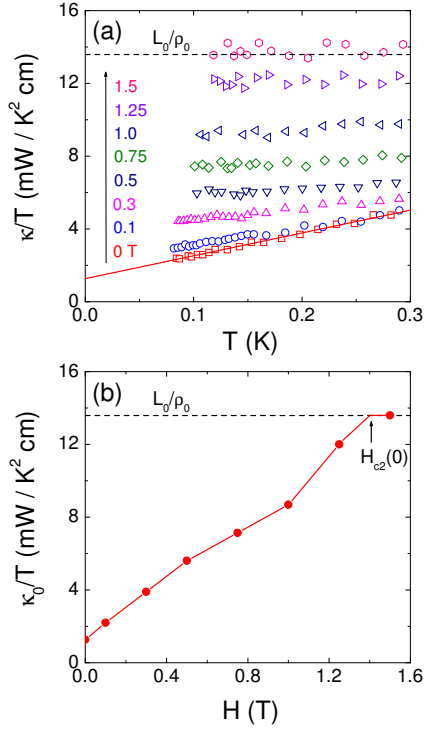 (a)
L₀/ρ₀
16
12
8
4
0
κ/T (mW / K² cm)
1.5
1.25
1.0
0.75
0.5
0.3
0.1
0 T
0.0 0.1 0.2 0.3
T (K)
(b)
L₀/ρ₀
16
12
8
4
0
κ₀/T (mW / K² cm)
H_c2(0)
0.0 0.4 0.8 1.2 1.6
H (T)